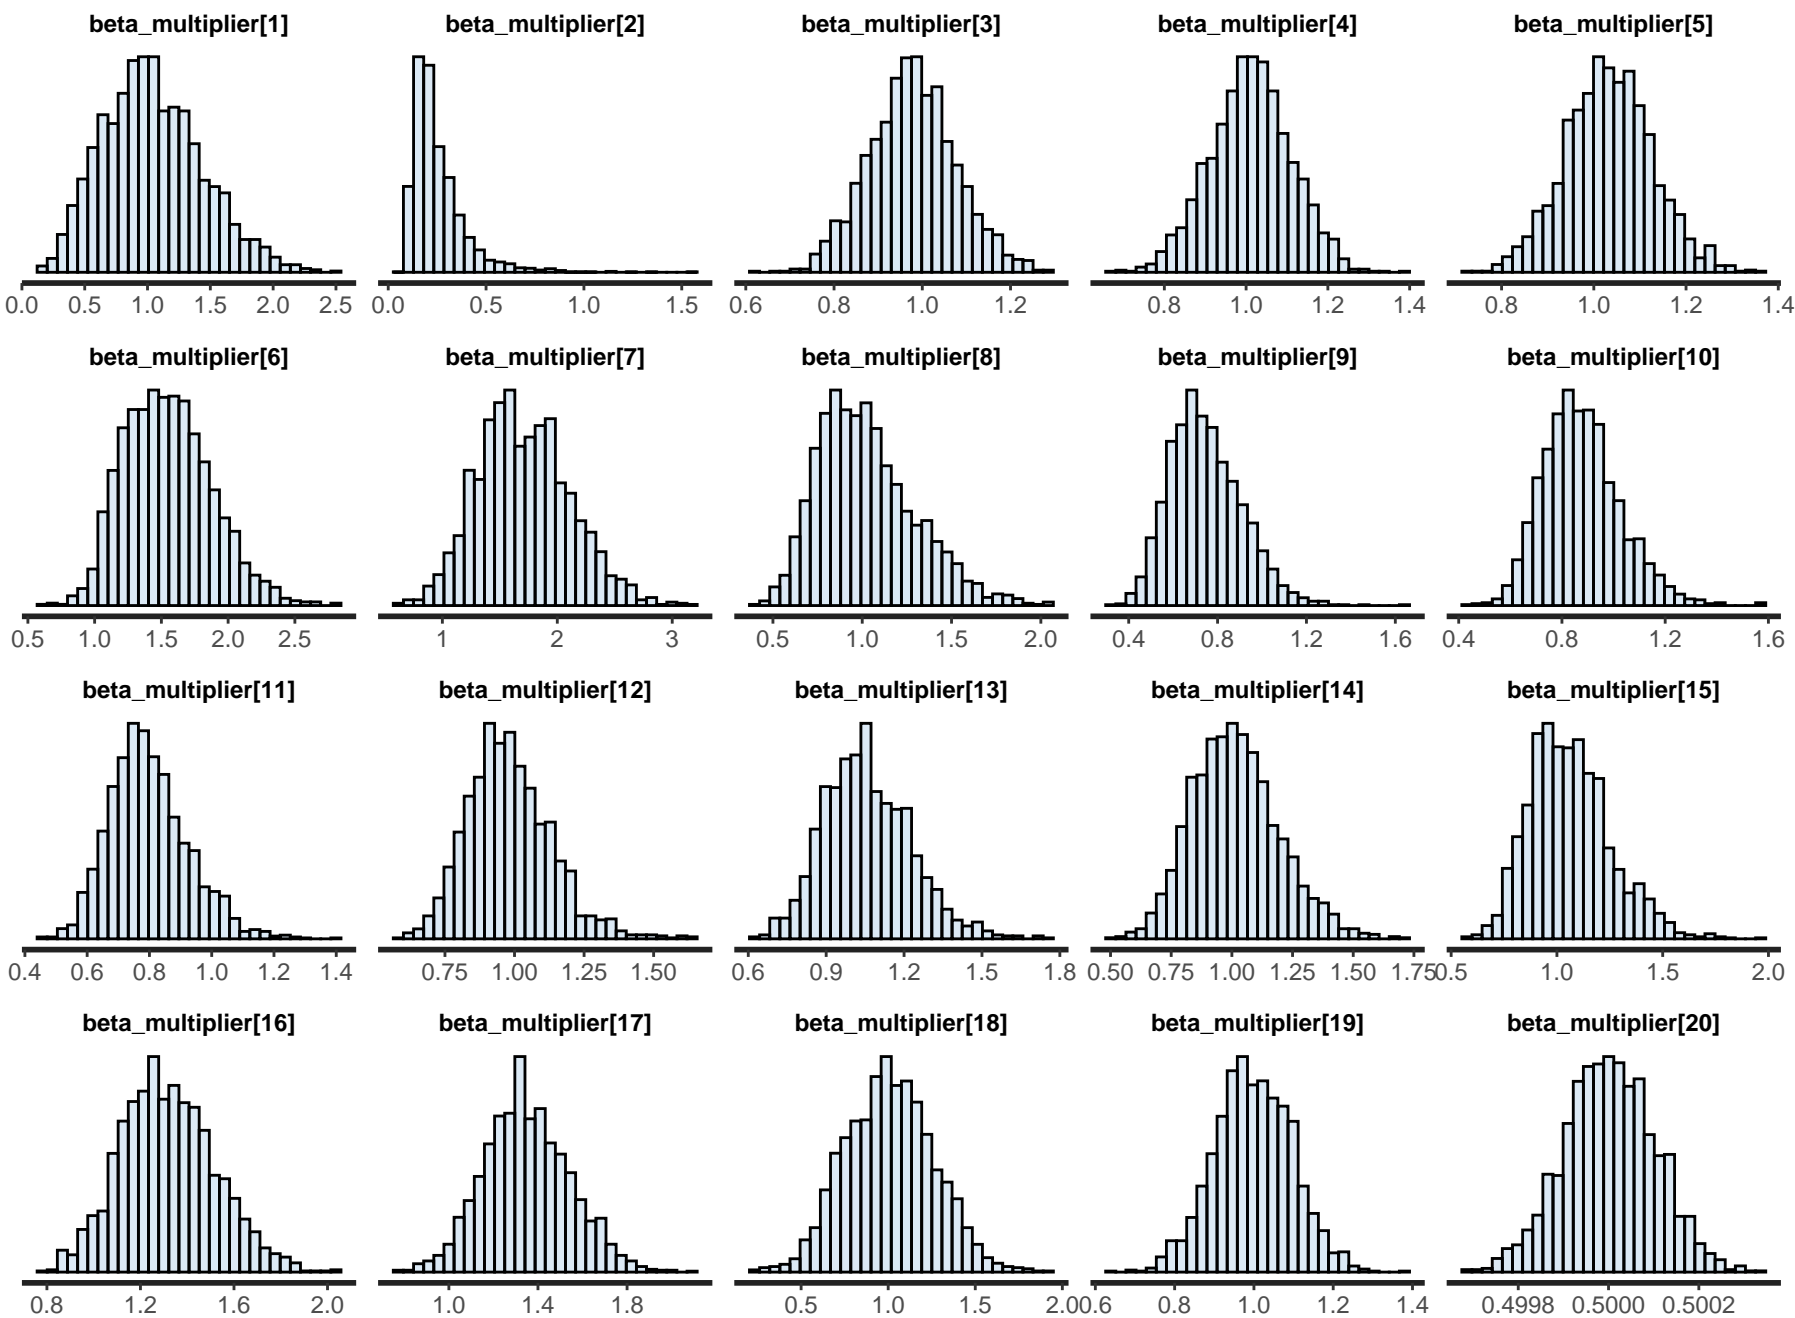 beta_multiplier[1] beta_multiplier[2] beta_multiplier[3] beta_multiplier[4] beta_multiplier[5]
0.0 0.5 1.0 1.5 2.0 2.5 0.0 0.5 1.0 1.5 0.6 0.8 1.0 1.2 0.8 1.0 1.2 1.4 0.8 1.0 1.2 1.4
beta_multiplier[6] beta_multiplier[7] beta_multiplier[8] beta_multiplier[9] beta_multiplier[10]
0.5 1.0 1.5 2.0 2.5 1 2 3 0.5 1.0 1.5 2.0 0.4 0.8 1.2 1.6 0.4 0.8 1.2 1.6
beta_multiplier[11] beta_multiplier[12] beta_multiplier[13] beta_multiplier[14] beta_multiplier[15]
0.4 0.6 0.8 1.0 1.2 1.4 0.75 1.00 1.25 1.50 0.6 0.9 1.2 1.5 1.8 0.50 0.75 1.00 1.25 1.50 1.75 0.5 1.0 1.5 2.0
beta_multiplier[16] beta_multiplier[17] beta_multiplier[18] beta_multiplier[19] beta_multiplier[20]
0.8 1.2 1.6 2.0 1.0 1.4 1.8 0.5 1.0 1.5 2.0 0.6 0.8 1.0 1.2 1.4 0.4998 0.5000 0.5002